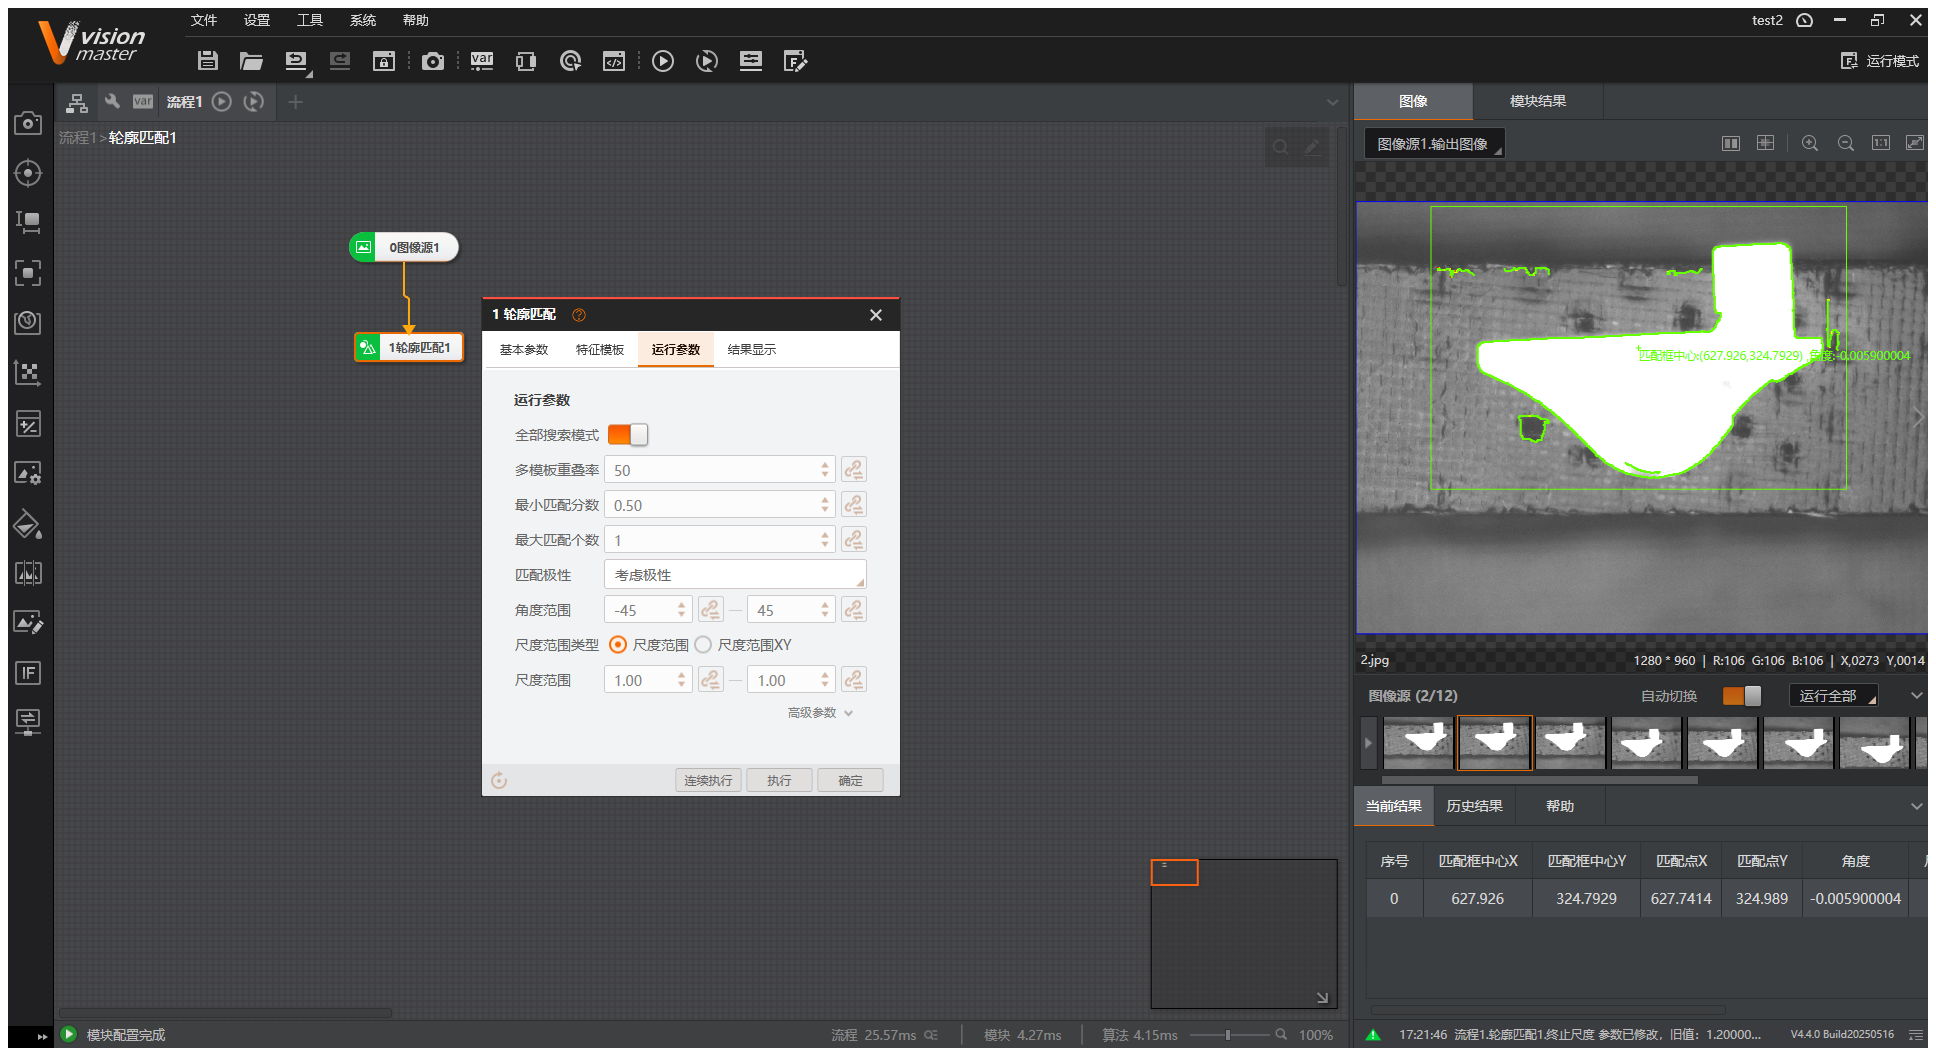 vision
master
文件 设置 工具 系统 帮助
test2
运行模式
var
var 流程1
流程1>轮廓匹配1
0图像源1
1轮廓匹配1
1 轮廓匹配
基本参数 特征模板 运行参数 结果显示
运行参数
全部搜索模式
多模板重叠率 50
最小匹配分数 0.50
最大匹配个数 1
匹配极性 考虑极性
角度范围 -45 — 45
尺度范围类型 尺度范围 尺度范围XY
尺度范围 1.00 — 1.00
高级参数
连续执行 执行 确定
IF
模块配置完成
流程 25.57ms 模块 4.27ms 算法 4.15ms 100%
图像 模块结果
图像源1.输出图像
1:1
匹配框中心:(627.926,324.7929) ,角度:-0.005900004
2.jpg 1280 * 960 | R:106 G:106 B:106 | X,0273 Y,0014
图像源 (2/12) 自动切换 运行全部
当前结果 历史结果 帮助
序号 匹配框中心X 匹配框中心Y 匹配点X 匹配点Y 角度
0 627.926 324.7929 627.7414 324.989 -0.005900004
17:21:46 流程1.轮廓匹配1.终止尺度 参数已修改，旧值：1.20000... V4.4.0 Build20250516